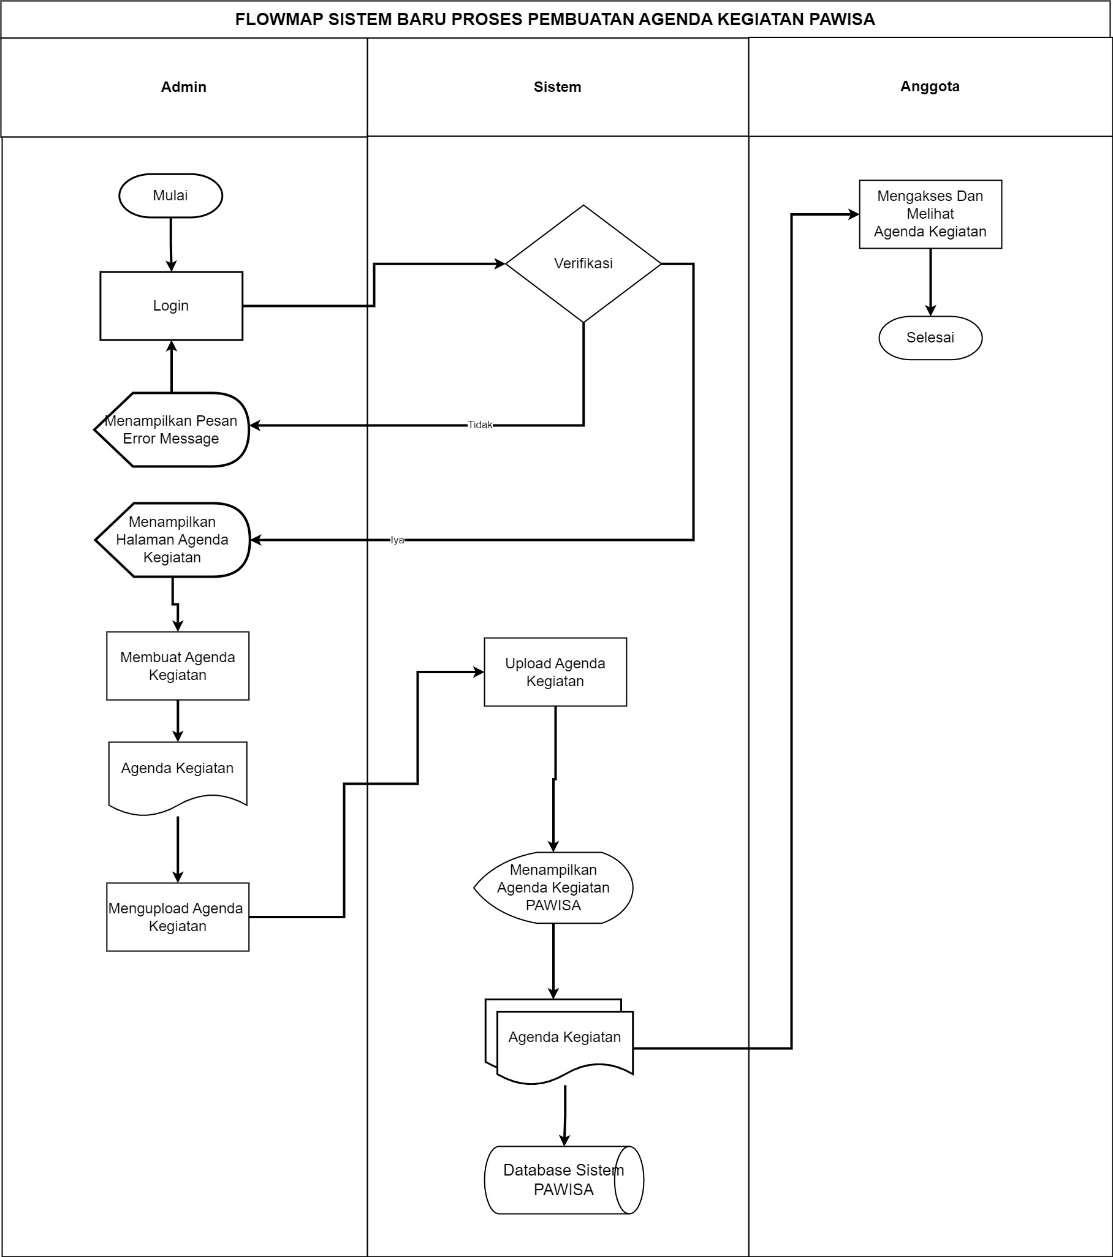 FLOWMAP SISTEM BARU PROSES PEMBUATAN AGENDA KEGIATAN PAWISA
Admin
Sistem
Anggota
Mulai
Login
Menampilkan Pesan
Error Message
Menampilkan
Halaman Agenda
Kegiatan
Membuat Agenda
Kegiatan
Agenda Kegiatan
Mengupload Agenda
Kegiatan
Verifikasi
Tidak
Iya
Upload Agenda
Kegiatan
Menampilkan
Agenda Kegiatan
PAWISA
Agenda Kegiatan
Database Sistem
PAWISA
Mengakses Dan
Melihat
Agenda Kegiatan
Selesai